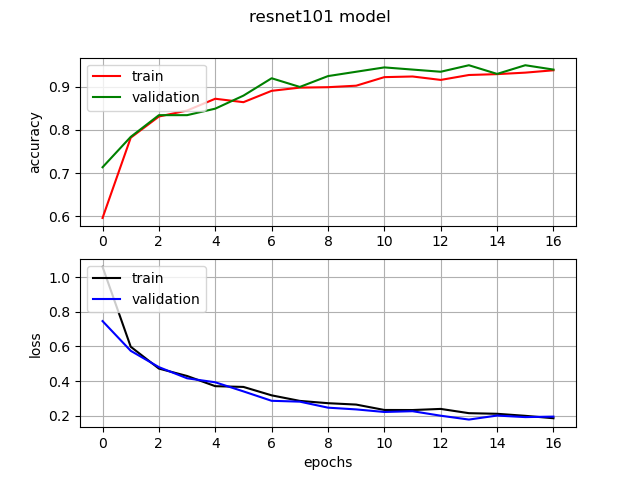 resnet101 model
train
validation
accuracy
0.9
0.8
0.7
0.6
0 2 4 6 8 10 12 14 16
train
validation
loss
1.0
0.8
0.6
0.4
0.2
0 2 4 6 8 10 12 14 16
epochs